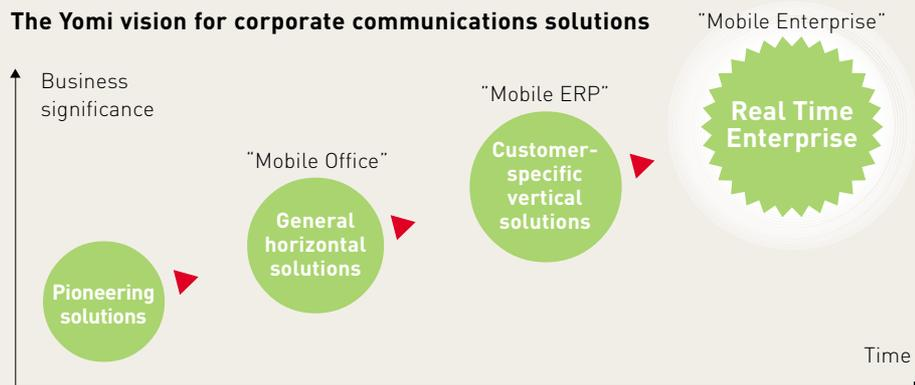 The Yomi vision for corporate communications solutions
”Mobile Enterprise”
Business
significance
”Mobile ERP”
Real Time
Enterprise
”Mobile Office”
Customer-
specific
vertical
solutions
General
horizontal
solutions
Pioneering
solutions
Time